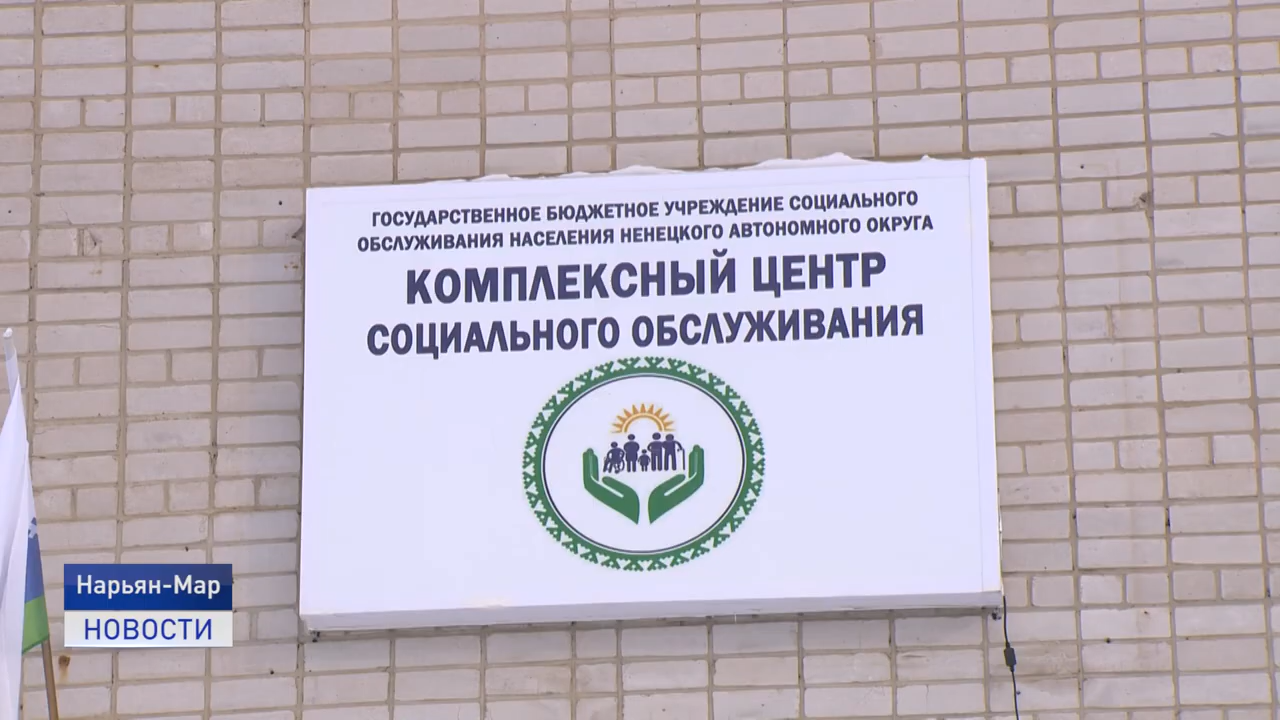 ГОСУДАРСТВЕННОЕ БЮДЖЕТНОЕ УЧРЕЖДЕНИЕ СОЦИАЛЬНОГО
ОБСЛУЖИВАНИЯ НАСЕЛЕНИЯ НЕНЕЦКОГО АВТОНОМНОГО ОКРУГА
КОМПЛЕКСНЫЙ ЦЕНТР
СОЦИАЛЬНОГО ОБСЛУЖИВАНИЯ
Нарьян-Мар
НОВОСТИ